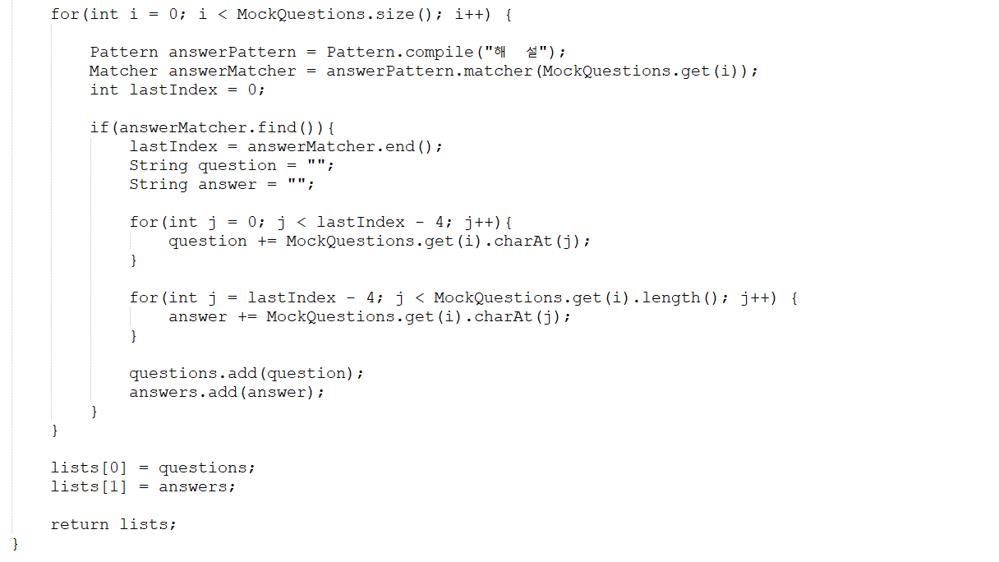 for(int i = 0; i < MockQuestions.size(); i++) {
Pattern answerPattern = Pattern.compile("해  설");
Matcher answerMatcher = answerPattern.matcher(MockQuestions.get(i));
int lastIndex = 0;
if(answerMatcher.find()){
lastIndex = answerMatcher.end();
String question = "";
String answer = "";
for(int j = 0; j < lastIndex - 4; j++){
question += MockQuestions.get(i).charAt(j);
}
for(int j = lastIndex - 4; j < MockQuestions.get(i).length(); j++) {
answer += MockQuestions.get(i).charAt(j);
}
questions.add(question);
answers.add(answer);
}
}
lists[0] = questions;
lists[1] = answers;
return lists;
}